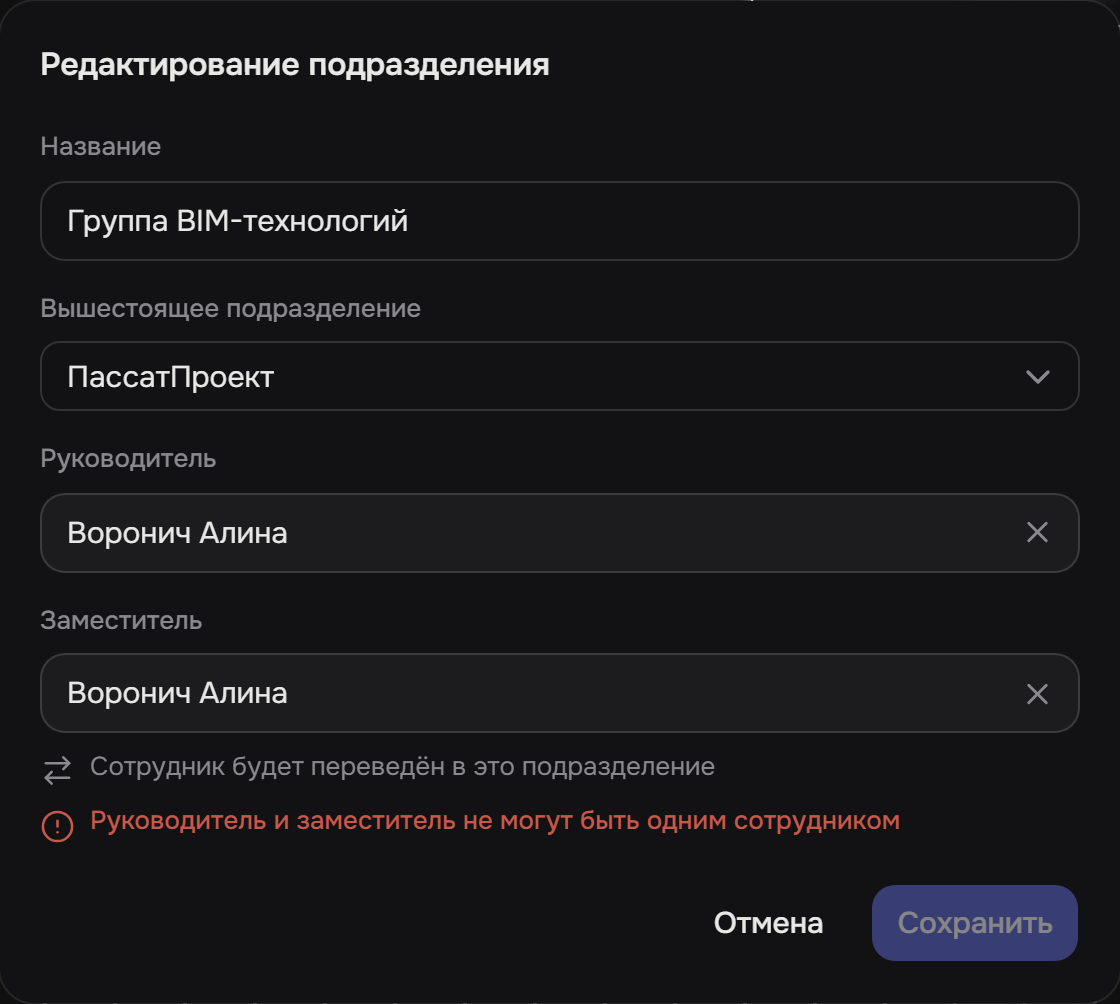 Редактирование подразделения
Название
Группа BIM-технологий
Вышестоящее подразделение
ПассатПроект
Руководитель
Воронич Алина
Заместитель
Воронич Алина
Сотрудник будет переведён в это подразделение
Руководитель и заместитель не могут быть одним сотрудником
Отмена
Сохранить